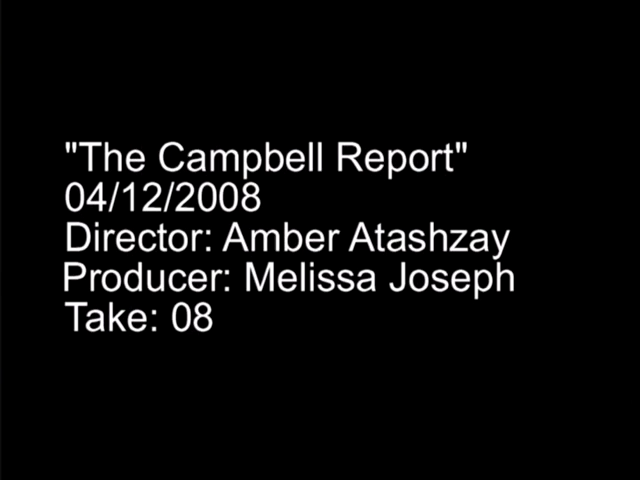 "The Campbell Report"
04/12/2008
Director: Amber Atashzay
Producer: Melissa Joseph
Take: 08